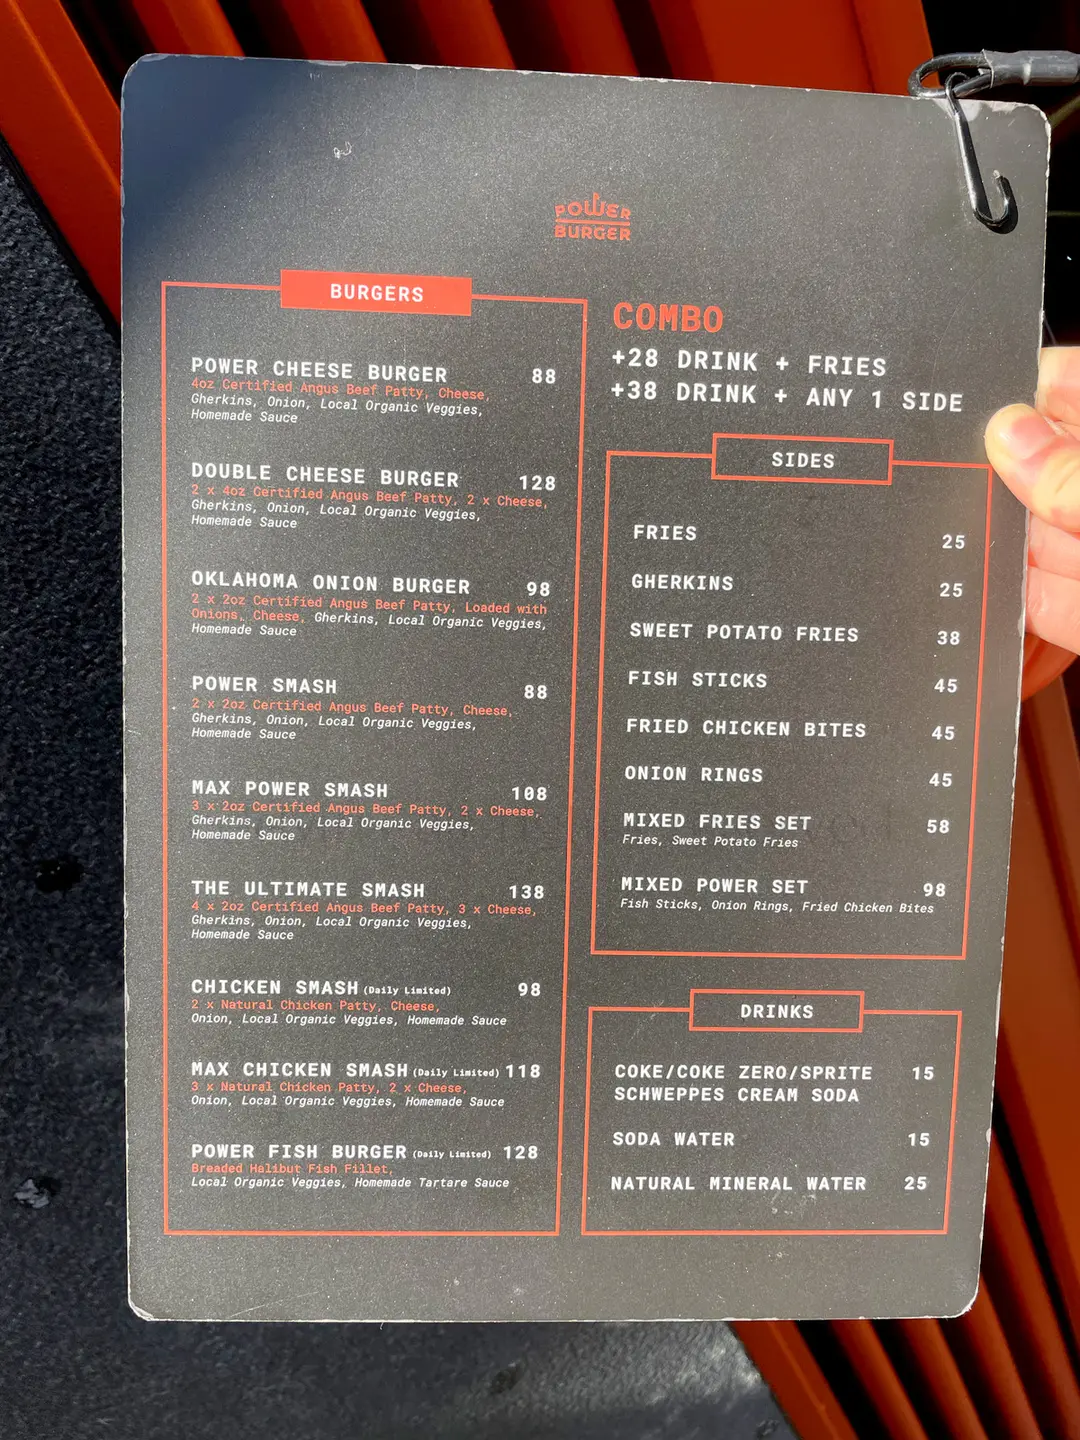 POWER
BURGER
BURGERS
POWER CHEESE BURGER 88
4oz Certified Angus Beef Patty, Cheese,
Gherkins, Onion, Local Organic Veggies,
Homemade Sauce
DOUBLE CHEESE BURGER 128
2 x 4oz Certified Angus Beef Patty, 2 x Cheese,
Gherkins, Onion, Local Organic Veggies,
Homemade Sauce
OKLAHOMA ONION BURGER 98
2 x 2oz Certified Angus Beef Patty, Loaded with
Onions, Cheese, Gherkins, Local Organic Veggies,
Homemade Sauce
POWER SMASH 88
2 x 2oz Certified Angus Beef Patty, Cheese,
Gherkins, Onion, Local Organic Veggies,
Homemade Sauce
MAX POWER SMASH 108
3 x 2oz Certified Angus Beef Patty, 2 x Cheese,
Gherkins, Onion, Local Organic Veggies,
Homemade Sauce
THE ULTIMATE SMASH 138
4 x 2oz Certified Angus Beef Patty, 3 x Cheese,
Gherkins, Onion, Local Organic Veggies,
Homemade Sauce
CHICKEN SMASH (Daily Limited) 98
2 x Natural Chicken Patty, Cheese,
Onion, Local Organic Veggies, Homemade Sauce
MAX CHICKEN SMASH (Daily Limited) 118
3 x Natural Chicken Patty, 2 x Cheese,
Onion, Local Organic Veggies, Homemade Sauce
POWER FISH BURGER (Daily Limited) 128
Breaded Halibut Fish Fillet,
Local Organic Veggies, Homemade Tartare Sauce
COMBO
+28 DRINK + FRIES
+38 DRINK + ANY 1 SIDE
SIDES
FRIES 25
GHERKINS 25
SWEET POTATO FRIES 38
FISH STICKS 45
FRIED CHICKEN BITES 45
ONION RINGS 45
MIXED FRIES SET 58
Fries, Sweet Potato Fries
MIXED POWER SET 98
Fish Sticks, Onion Rings, Fried Chicken Bites
DRINKS
COKE/COKE ZERO/SPRITE 15
SCHWEPPES CREAM SODA
SODA WATER 15
NATURAL MINERAL WATER 25